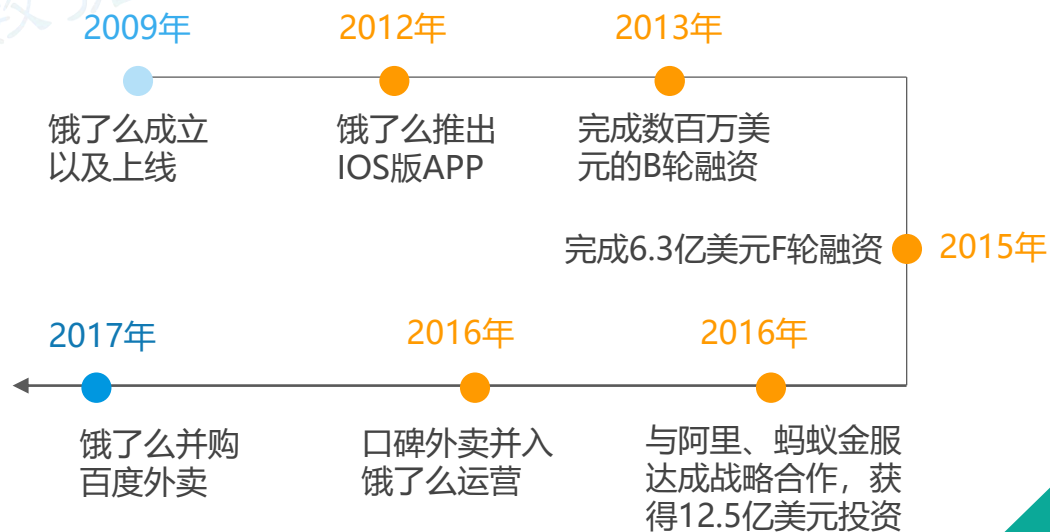 2009年
饿了么成立
以及上线
2012年
饿了么推出
IOS版APP
2013年
完成数百万美
元的B轮融资
完成6.3亿美元F轮融资
2015年
2016年
与阿里、蚂蚁金服
达成战略合作，获
得12.5亿美元投资
2016年
口碑外卖并入
饿了么运营
2017年
饿了么并购
百度外卖